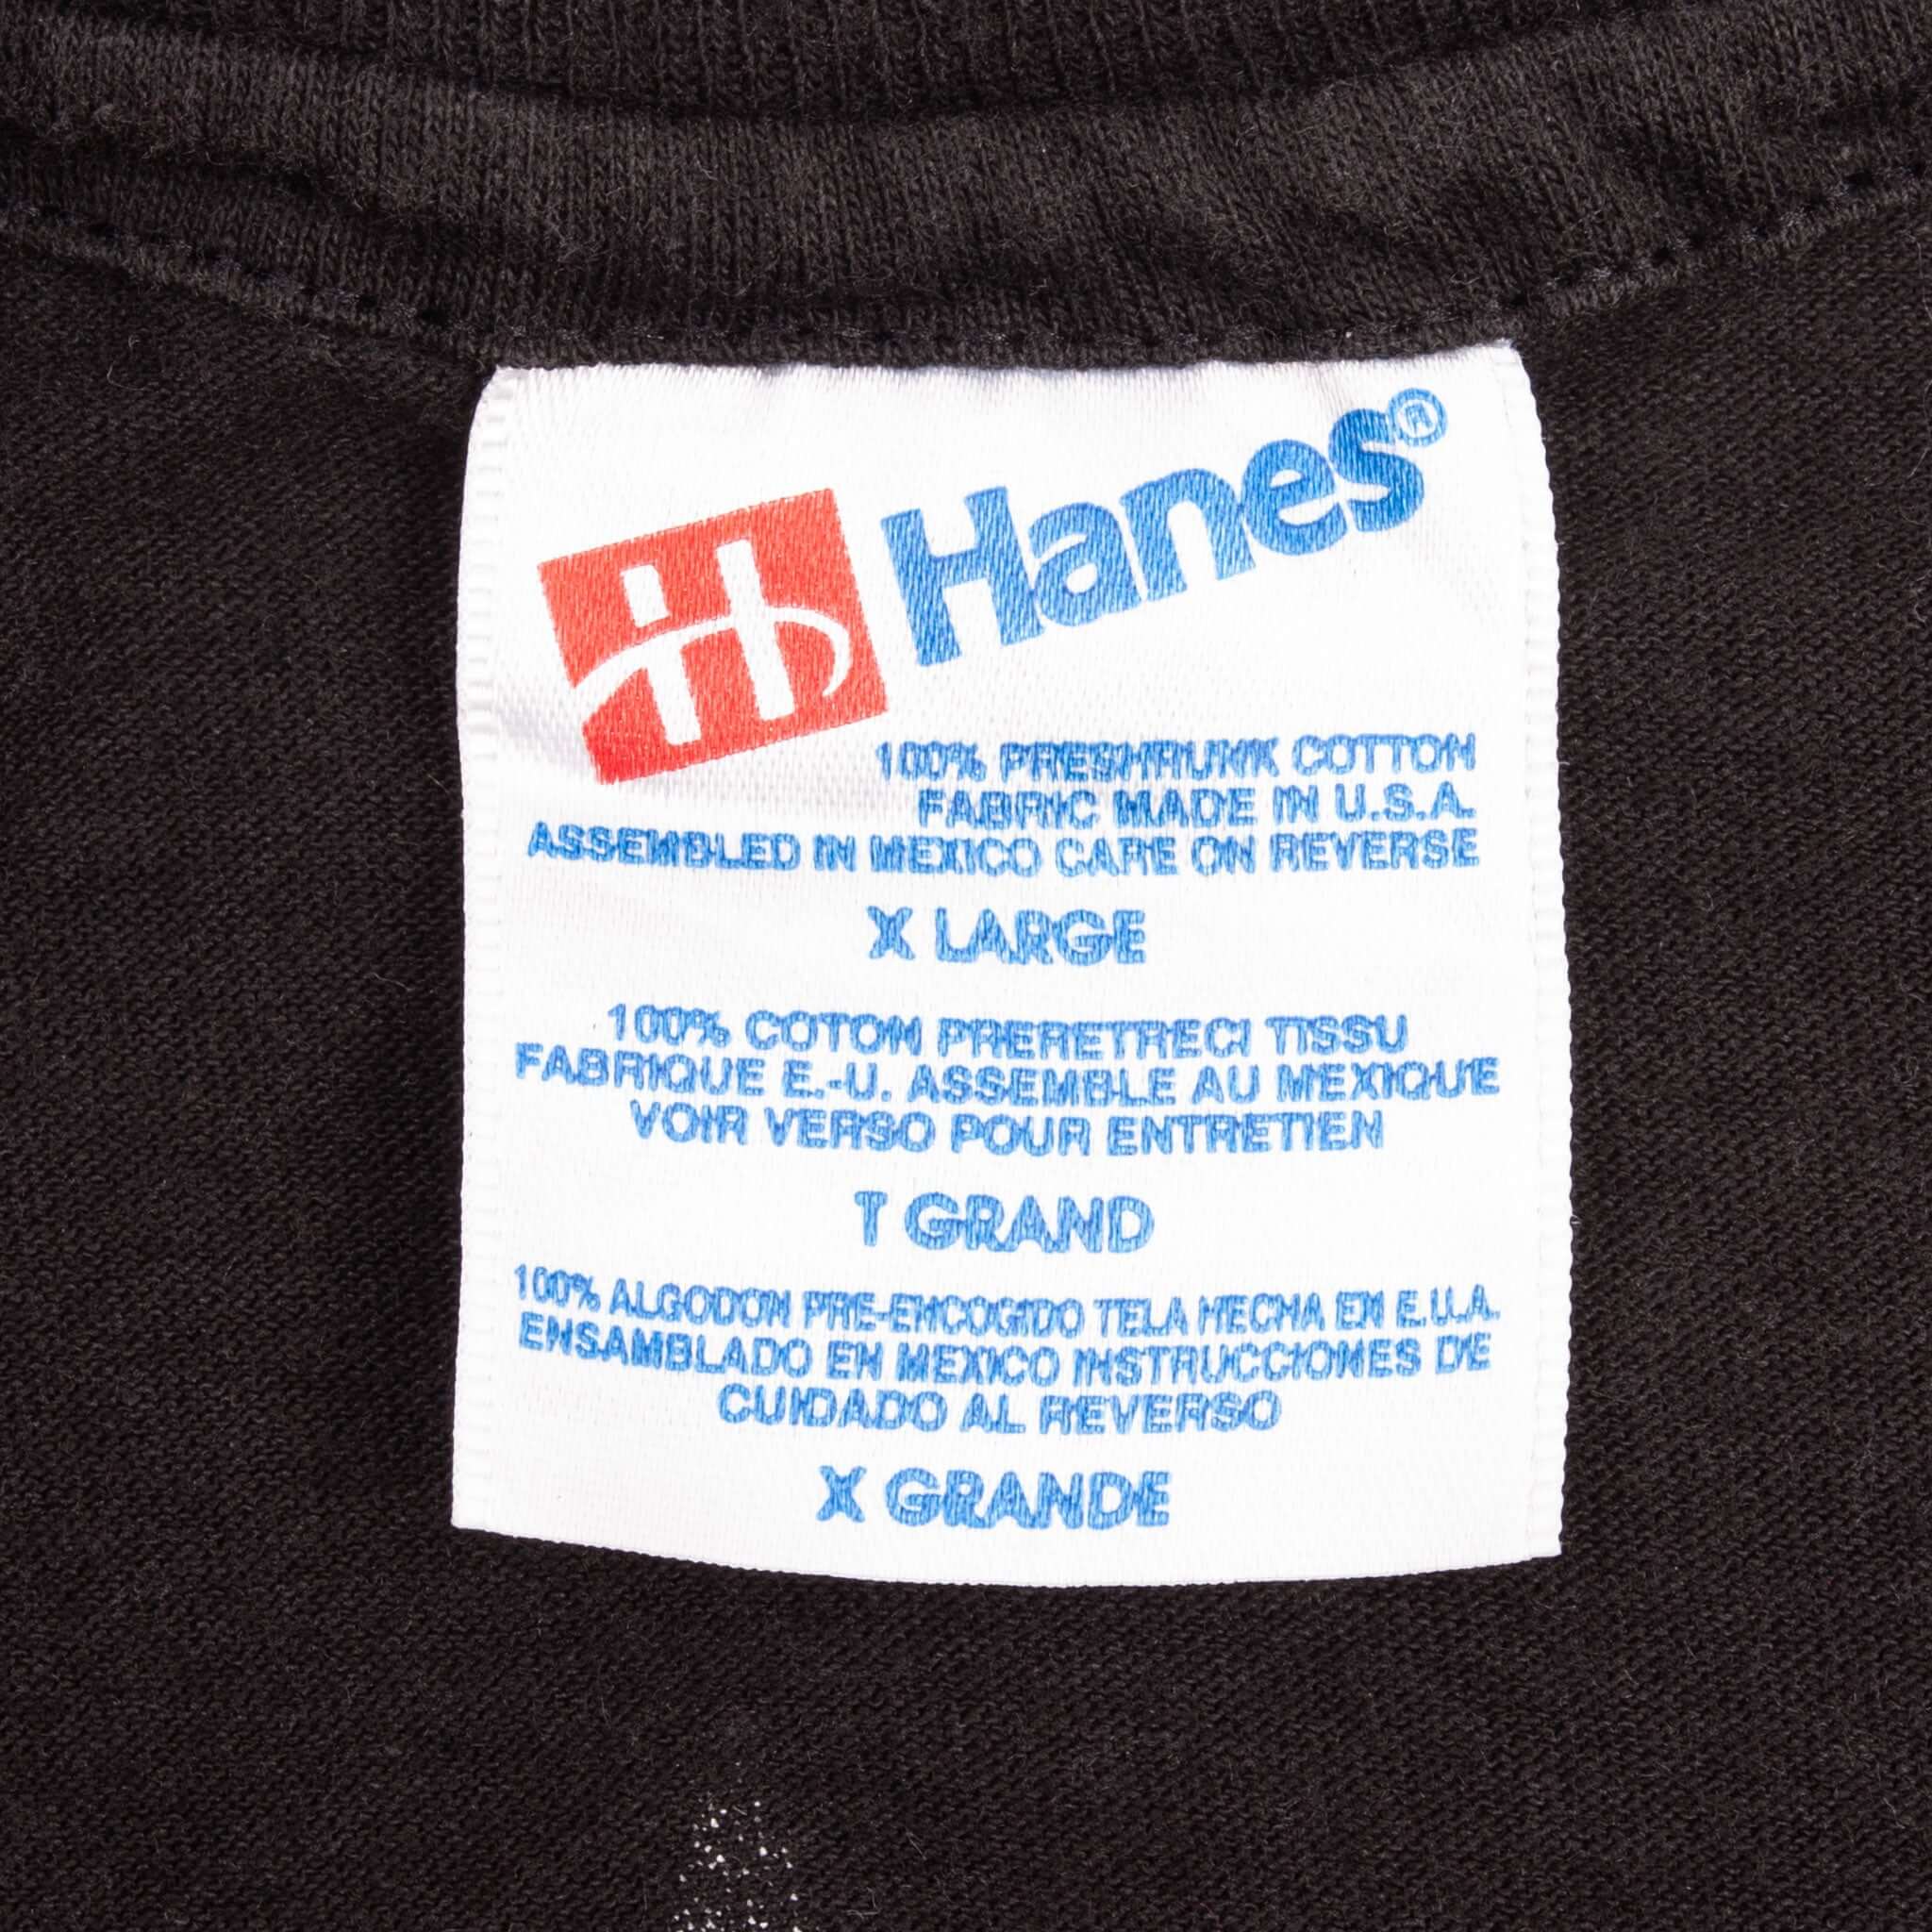 H Hanes®
100% PRESHRUNK COTTON
FABRIC MADE IN U.S.A.
ASSEMBLED IN MEXICO CARE ON REVERSE
X LARGE
100% COTON PRERETRECI TISSU
FABRIQUE E.-U. ASSEMBLE AU MEXIQUE
VOIR VERSO POUR ENTRETIEN
T GRAND
100% ALGODON PRE-ENCOGIDO TELA HECHA EN E.U.A.
ENSAMBLADO EN MEXICO INSTRUCCIONES DE
CUIDADO AL REVERSO
X GRANDE